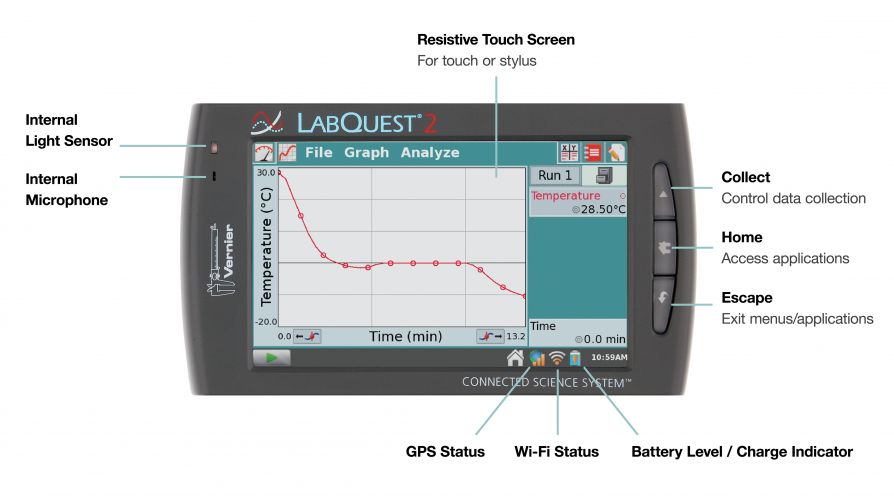 Resistive Touch Screen
For touch or stylus
Internal
Light Sensor
Internal
Microphone
LABQUEST® 2
File Graph Analyze
X Y
30.0
Temperature (°C)
-20.0
0.0
Time (min)
13.2
Run 1
Temperature
28.50°C
Time
0.0 min
10:59AM
Vernier
CONNECTED SCIENCE SYSTEM™
Collect
Control data collection
Home
Access applications
Escape
Exit menus/applications
GPS Status
Wi-Fi Status
Battery Level / Charge Indicator